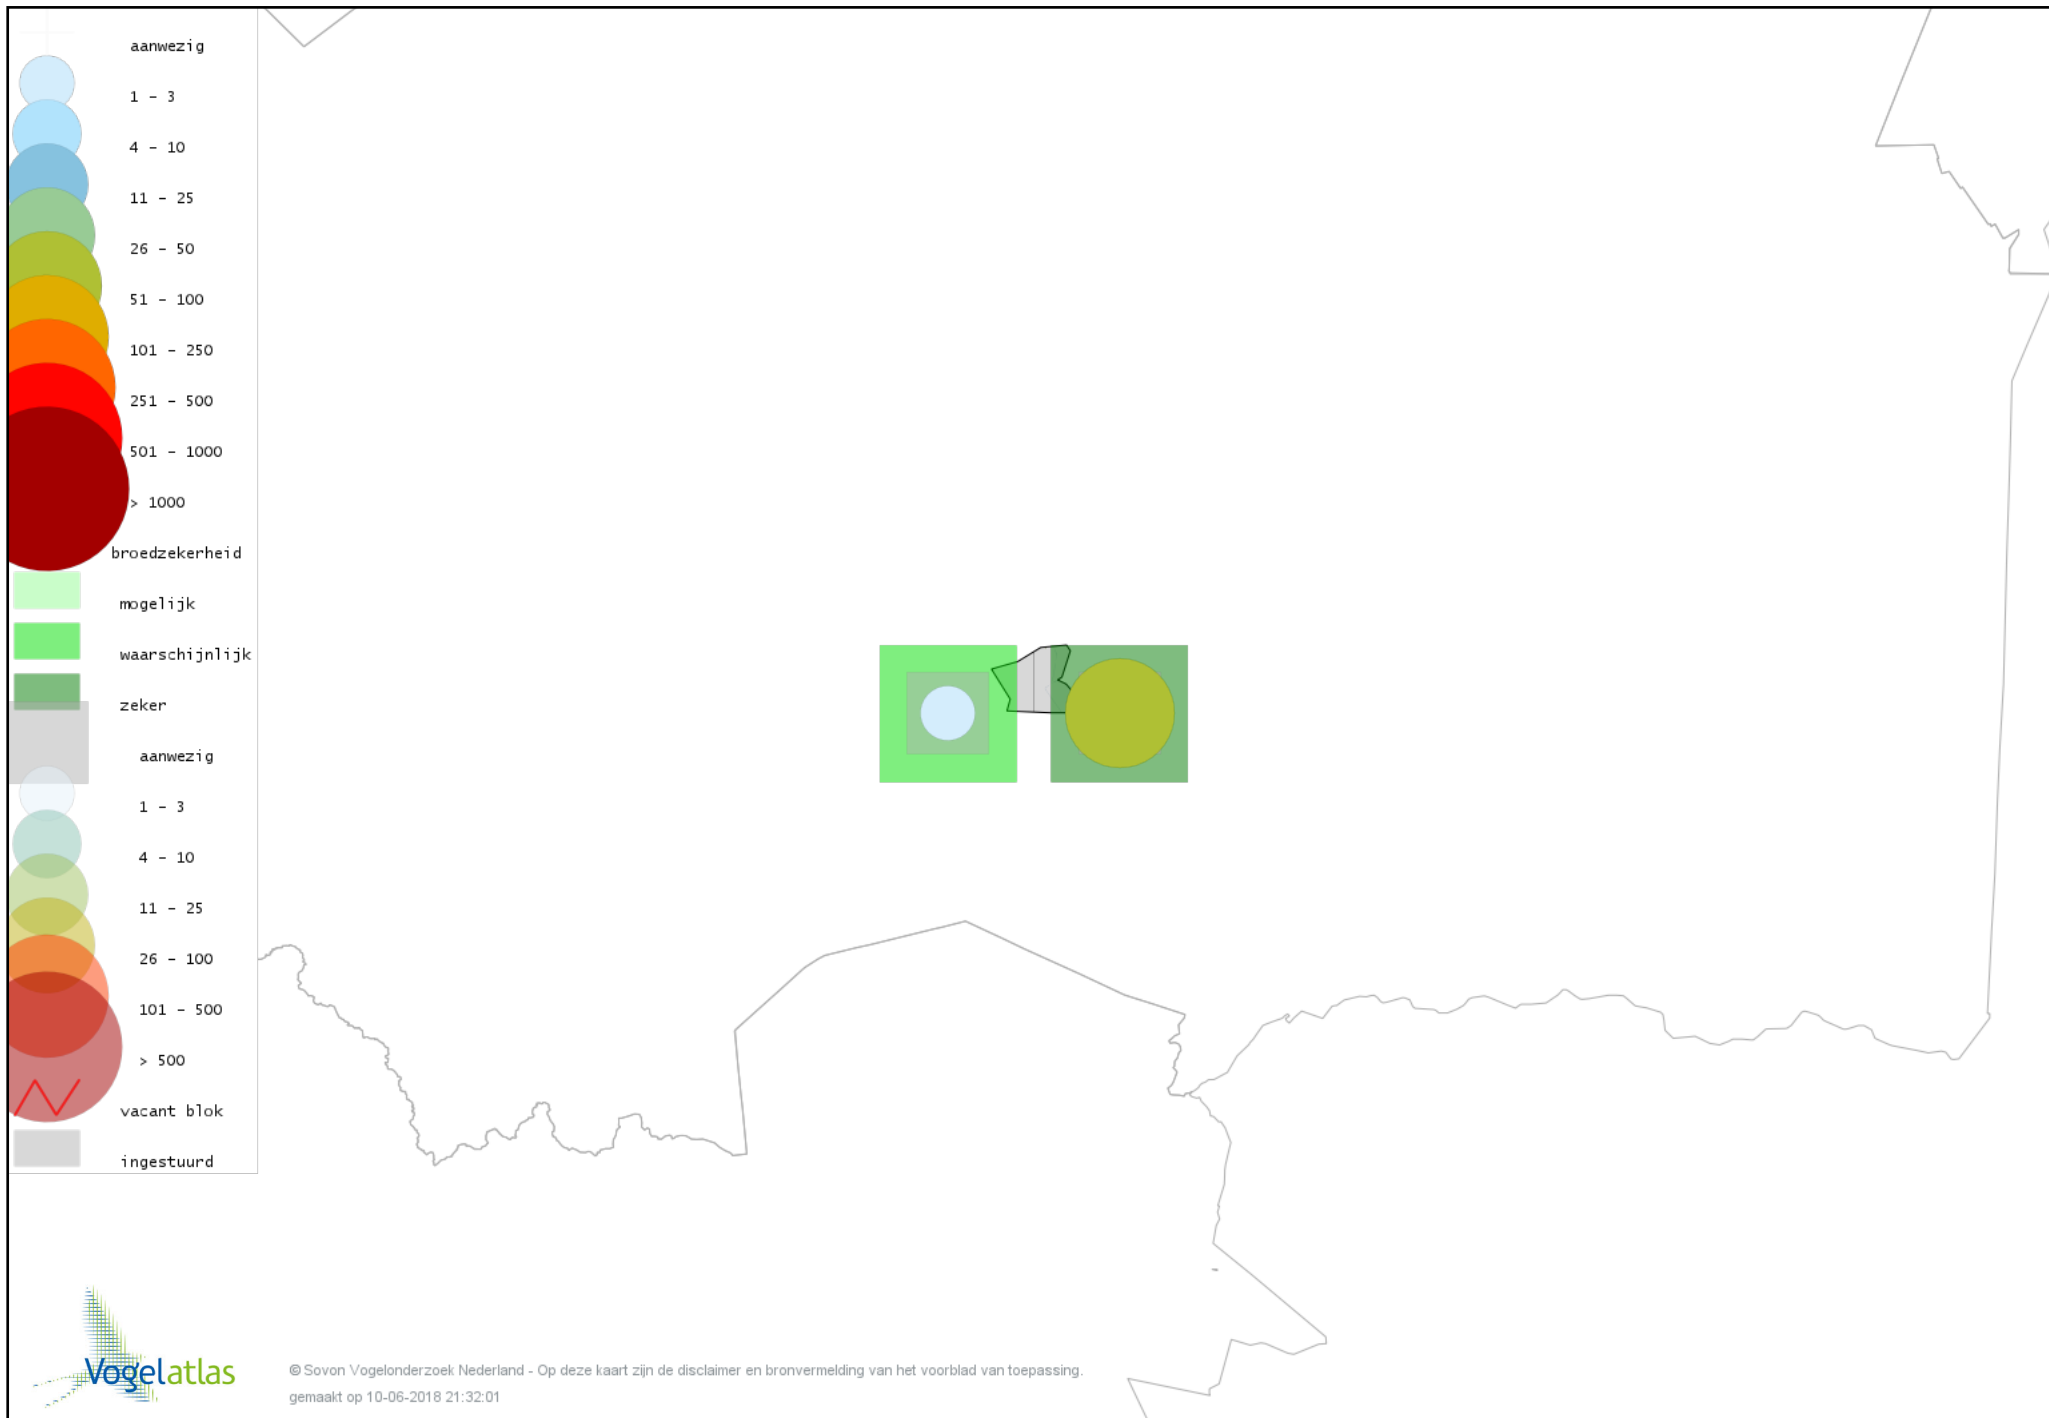 aanwezig
1 - 3
4 - 10
11 - 25
26 - 50
51 - 100
101 - 250
251 - 500
501 - 1000
> 1000
broedzekerheid
mogelijk
waarschijnlijk
zeker
aanwezig
1 - 3
4 - 10
11 - 25
26 - 100
101 - 500
> 500
vacant blok
ingestuurd
Vogelatlas
© Sovon Vogelonderzoek Nederland - Op deze kaart zijn de disclaimer en bronvermelding van het voorblad van toepassing.
gemaakt op 10-06-2018 21:32:01